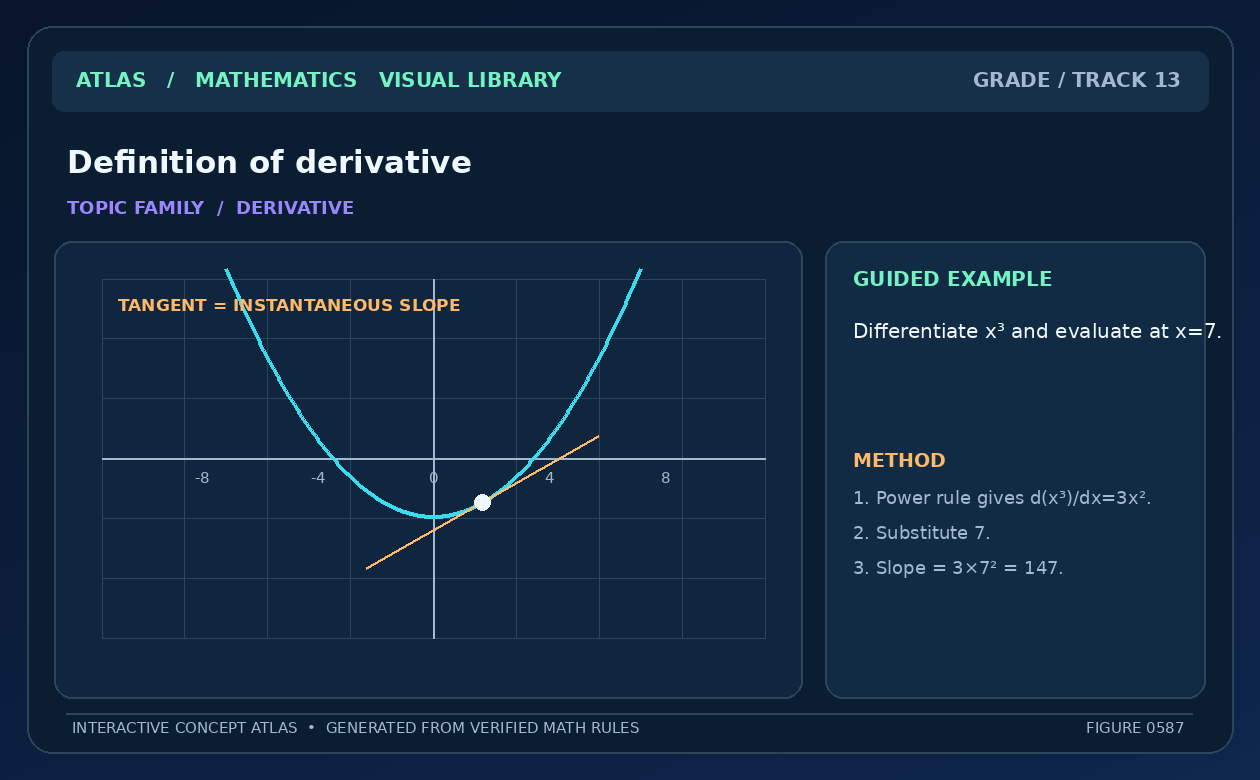 ATLAS / MATHEMATICS VISUAL LIBRARY
GRADE / TRACK 13
Definition of derivative
TOPIC FAMILY / DERIVATIVE
TANGENT = INSTANTANEOUS SLOPE
-8 -4 0 4 8
GUIDED EXAMPLE
Differentiate x³ and evaluate at x=7.
METHOD
1. Power rule gives d(x³)/dx=3x².
2. Substitute 7.
3. Slope = 3×7² = 147.
INTERACTIVE CONCEPT ATLAS • GENERATED FROM VERIFIED MATH RULES
FIGURE 0587